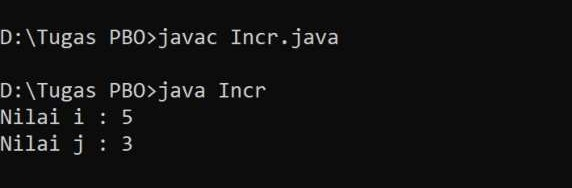 D:\Tugas PBO>javac Incr.java
D:\Tugas PBO>java Incr
Nilai i : 5
Nilai j : 3